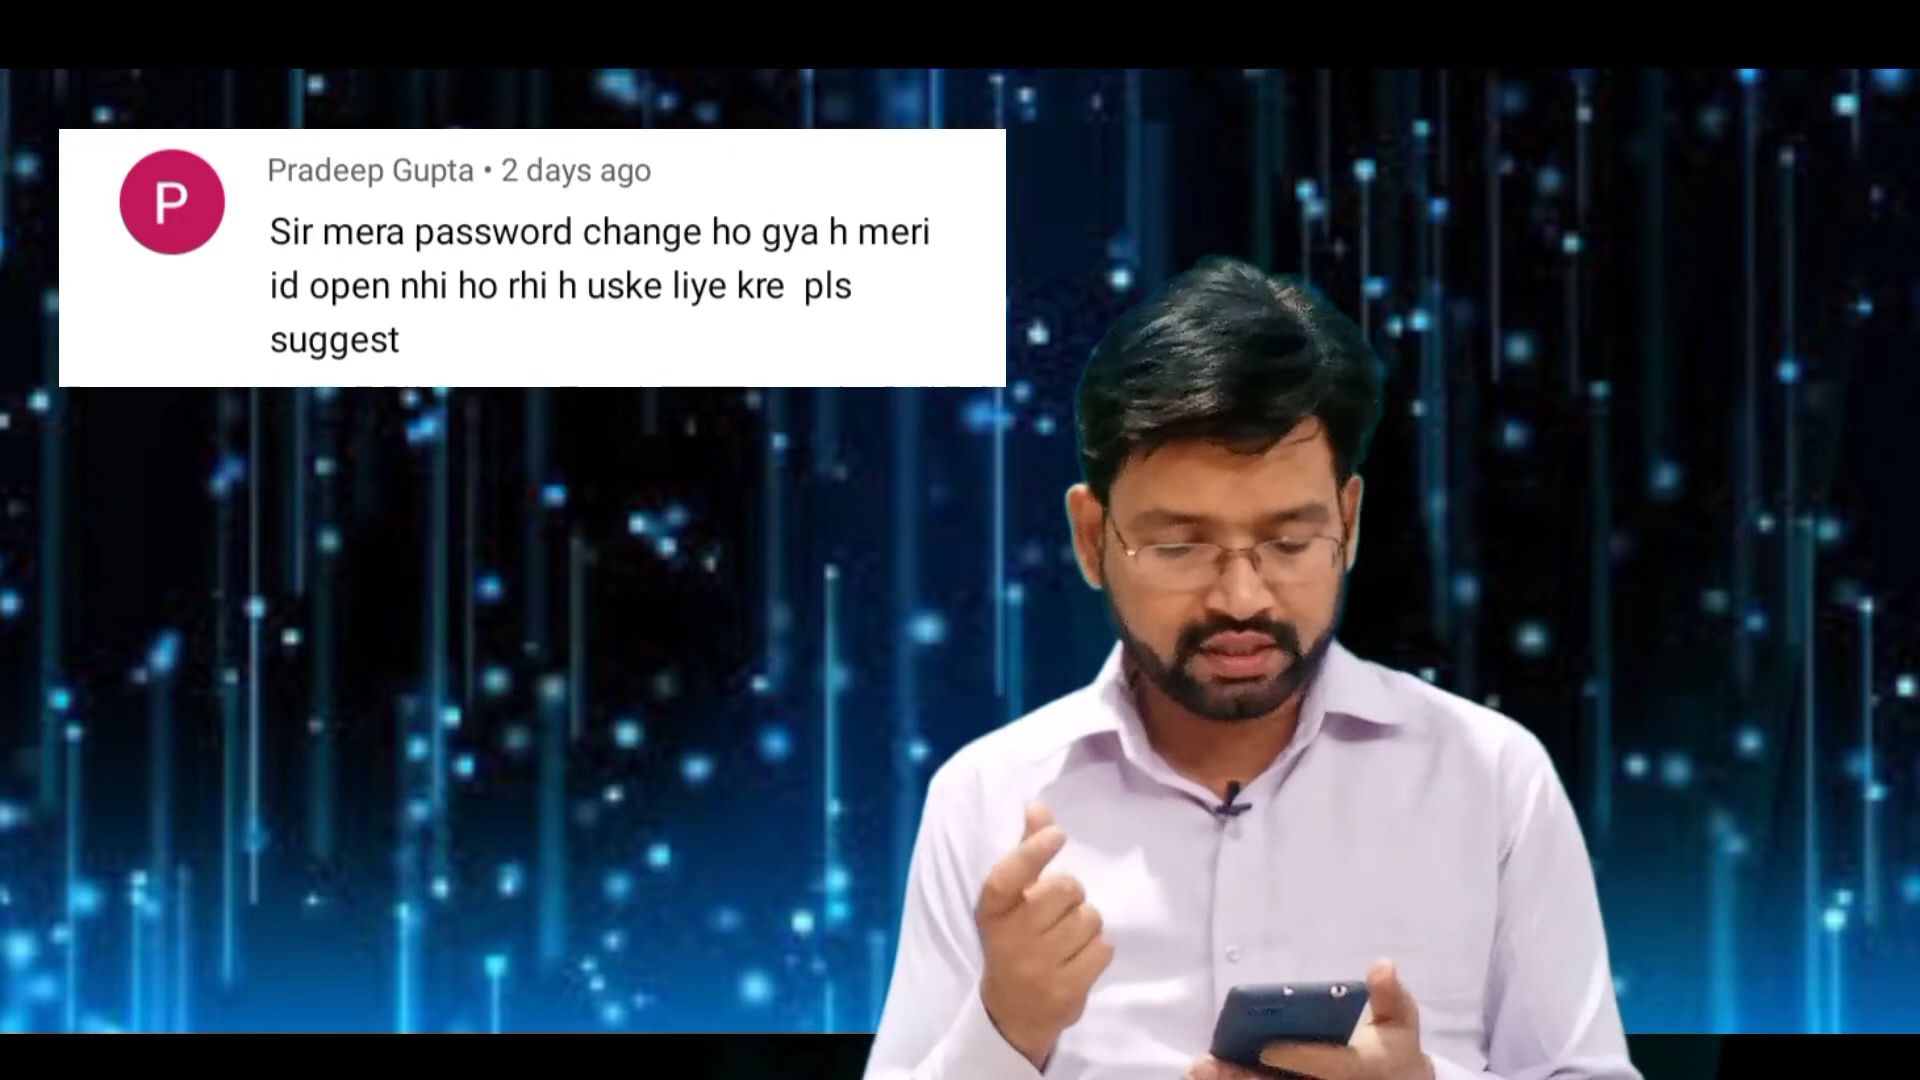 P
Pradeep Gupta • 2 days ago
Sir mera password change ho gya h meri
id open nhi ho rhi h uske liye kre pls
suggest